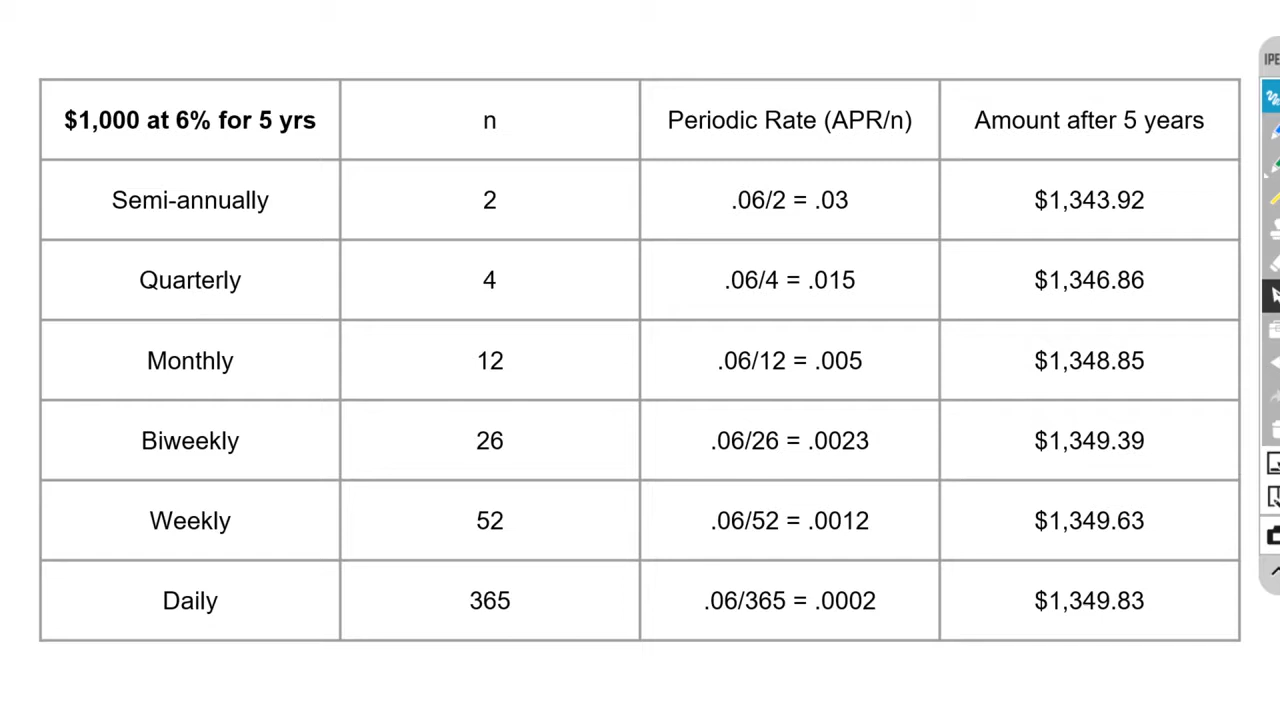 $1,000 at 6% for 5 yrs n Periodic Rate (APR/n) Amount after 5 years
Semi-annually 2 .06/2 = .03 $1,343.92
Quarterly 4 .06/4 = .015 $1,346.86
Monthly 12 .06/12 = .005 $1,348.85
Biweekly 26 .06/26 = .0023 $1,349.39
Weekly 52 .06/52 = .0012 $1,349.63
Daily 365 .06/365 = .0002 $1,349.83